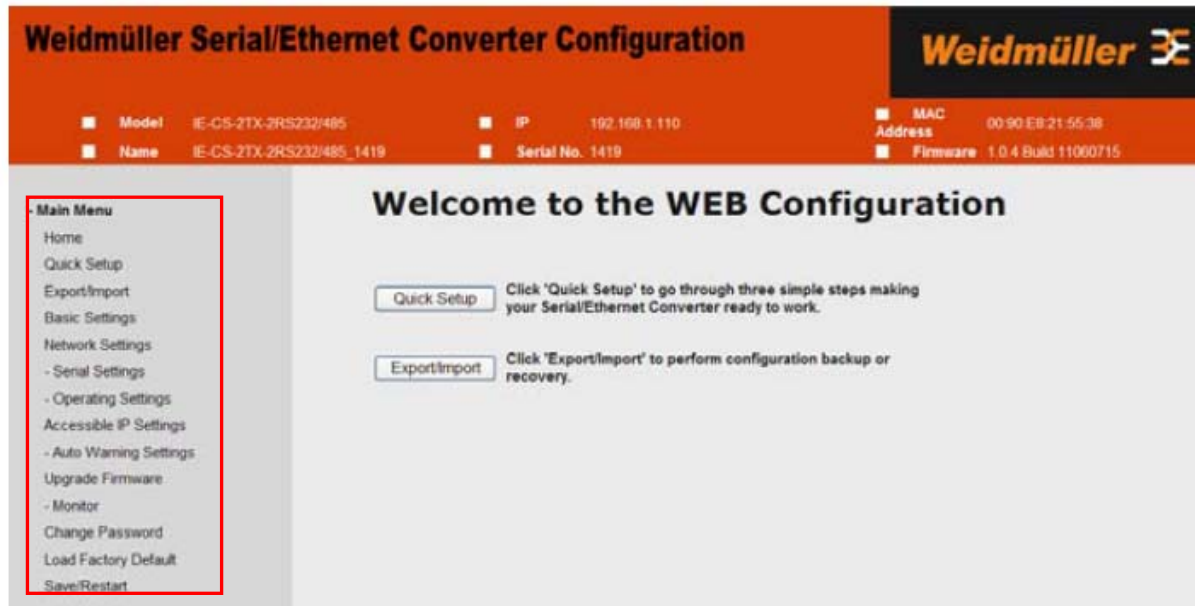 Weidmüller Serial/Ethernet Converter Configuration
Weidmüller
Model IE-CS-2TX-2RS232/485
IP 192.168.1.110
MAC Address 00:90:E8:21:55:38
Name IE-CS-2TX-2RS232/485_1419
Serial No. 1419
Firmware 1.0.4 Build 11060715
- Main Menu
Home
Quick Setup
Export/Import
Basic Settings
Network Settings
- Serial Settings
- Operating Settings
Accessible IP Settings
- Auto Warning Settings
Upgrade Firmware
- Monitor
Change Password
Load Factory Default
Save/Restart
Welcome to the WEB Configuration
Quick Setup
Click 'Quick Setup' to go through three simple steps making
your Serial/Ethernet Converter ready to work.
Export/Import
Click 'Export/Import' to perform configuration backup or
recovery.